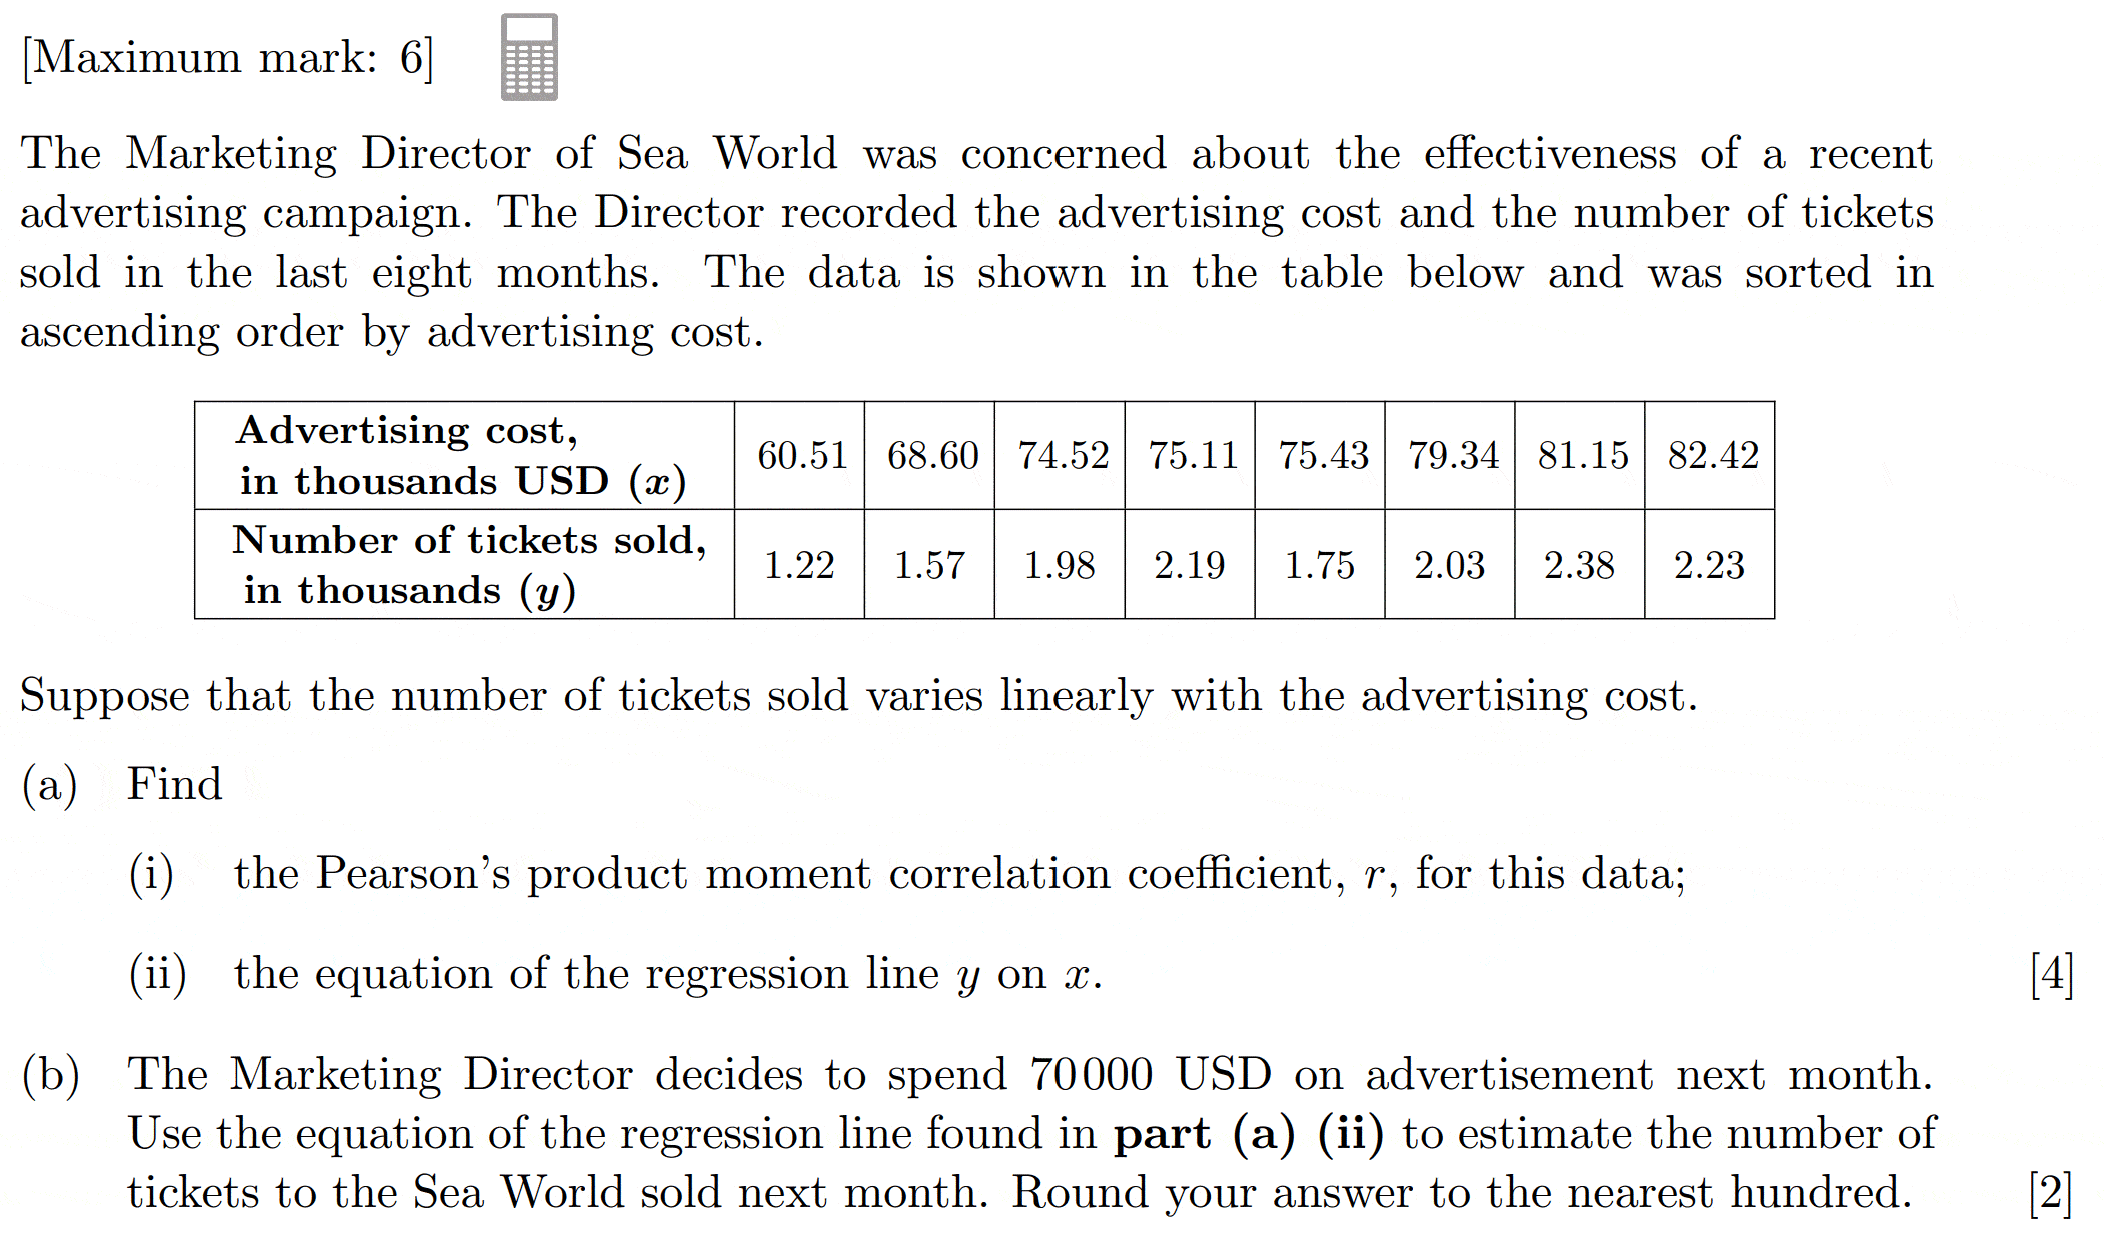 [Maximum mark: 6]
The Marketing Director of Sea World was concerned about the effectiveness of a recent
advertising campaign. The Director recorded the advertising cost and the number of tickets
sold in the last eight months. The data is shown in the table below and was sorted in
ascending order by advertising cost.
Advertising cost,
in thousands USD (x) 60.51 68.60 74.52 75.11 75.43 79.34 81.15 82.42
Number of tickets sold,
in thousands (y) 1.22 1.57 1.98 2.19 1.75 2.03 2.38 2.23
Suppose that the number of tickets sold varies linearly with the advertising cost.
(a) Find
(i) the Pearson's product moment correlation coefficient, r, for this data;
(ii) the equation of the regression line y on x. [4]
(b) The Marketing Director decides to spend 70000 USD on advertisement next month.
Use the equation of the regression line found in part (a) (ii) to estimate the number of
tickets to the Sea World sold next month. Round your answer to the nearest hundred. [2]